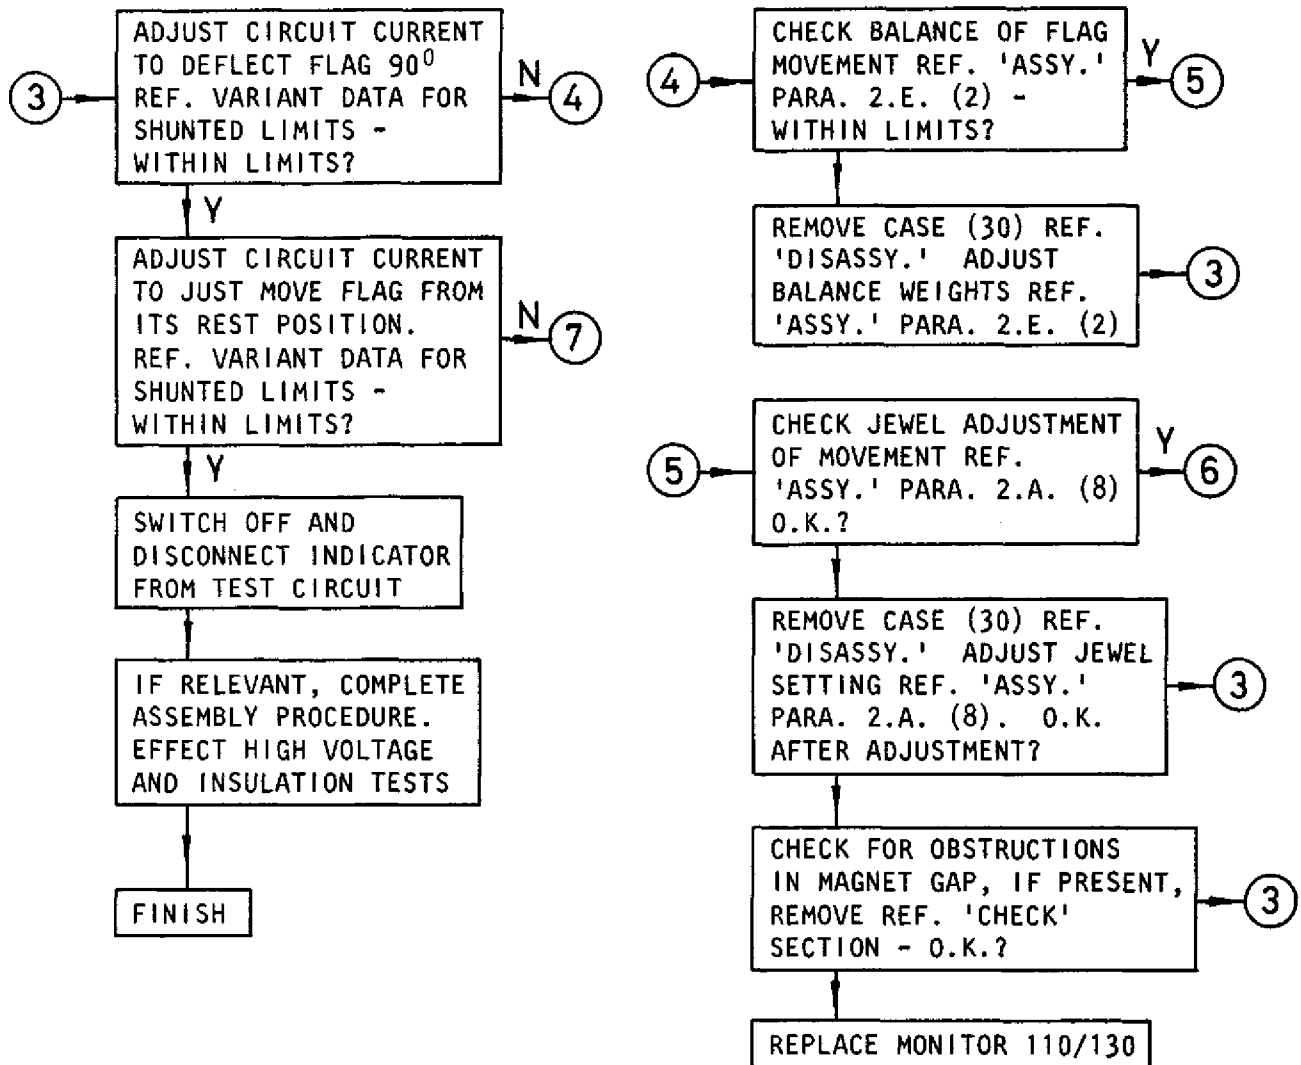 3
ADJUST CIRCUIT CURRENT
TO DEFLECT FLAG 90⁰
REF. VARIANT DATA FOR
SHUNTED LIMITS -
WITHIN LIMITS?
N
4
Y
ADJUST CIRCUIT CURRENT
TO JUST MOVE FLAG FROM
ITS REST POSITION.
REF. VARIANT DATA FOR
SHUNTED LIMITS -
WITHIN LIMITS?
N
7
Y
SWITCH OFF AND
DISCONNECT INDICATOR
FROM TEST CIRCUIT
IF RELEVANT, COMPLETE
ASSEMBLY PROCEDURE.
EFFECT HIGH VOLTAGE
AND INSULATION TESTS
FINISH
4
CHECK BALANCE OF FLAG
MOVEMENT REF. 'ASSY.'
PARA. 2.E. (2) -
WITHIN LIMITS?
Y
5
REMOVE CASE (30) REF.
'DISASSY.' ADJUST
BALANCE WEIGHTS REF.
'ASSY.' PARA. 2.E. (2)
3
5
CHECK JEWEL ADJUSTMENT
OF MOVEMENT REF.
'ASSY.' PARA. 2.A. (8)
O.K.?
Y
6
REMOVE CASE (30) REF.
'DISASSY.' ADJUST JEWEL
SETTING REF. 'ASSY.'
PARA. 2.A. (8). O.K.
AFTER ADJUSTMENT?
3
CHECK FOR OBSTRUCTIONS
IN MAGNET GAP, IF PRESENT,
REMOVE REF. 'CHECK'
SECTION - O.K.?
3
REPLACE MONITOR 110/130